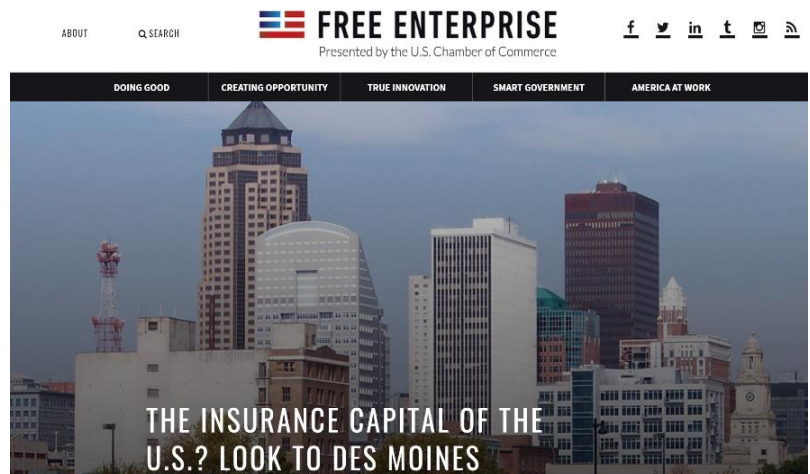 ABOUT
SEARCH
FREE ENTERPRISE
Presented by the U.S. Chamber of Commerce
f in t
DOING GOOD
CREATING OPPORTUNITY
TRUE INNOVATION
SMART GOVERNMENT
AMERICA AT WORK
THE INSURANCE CAPITAL OF THE
U.S.? LOOK TO DES MOINES